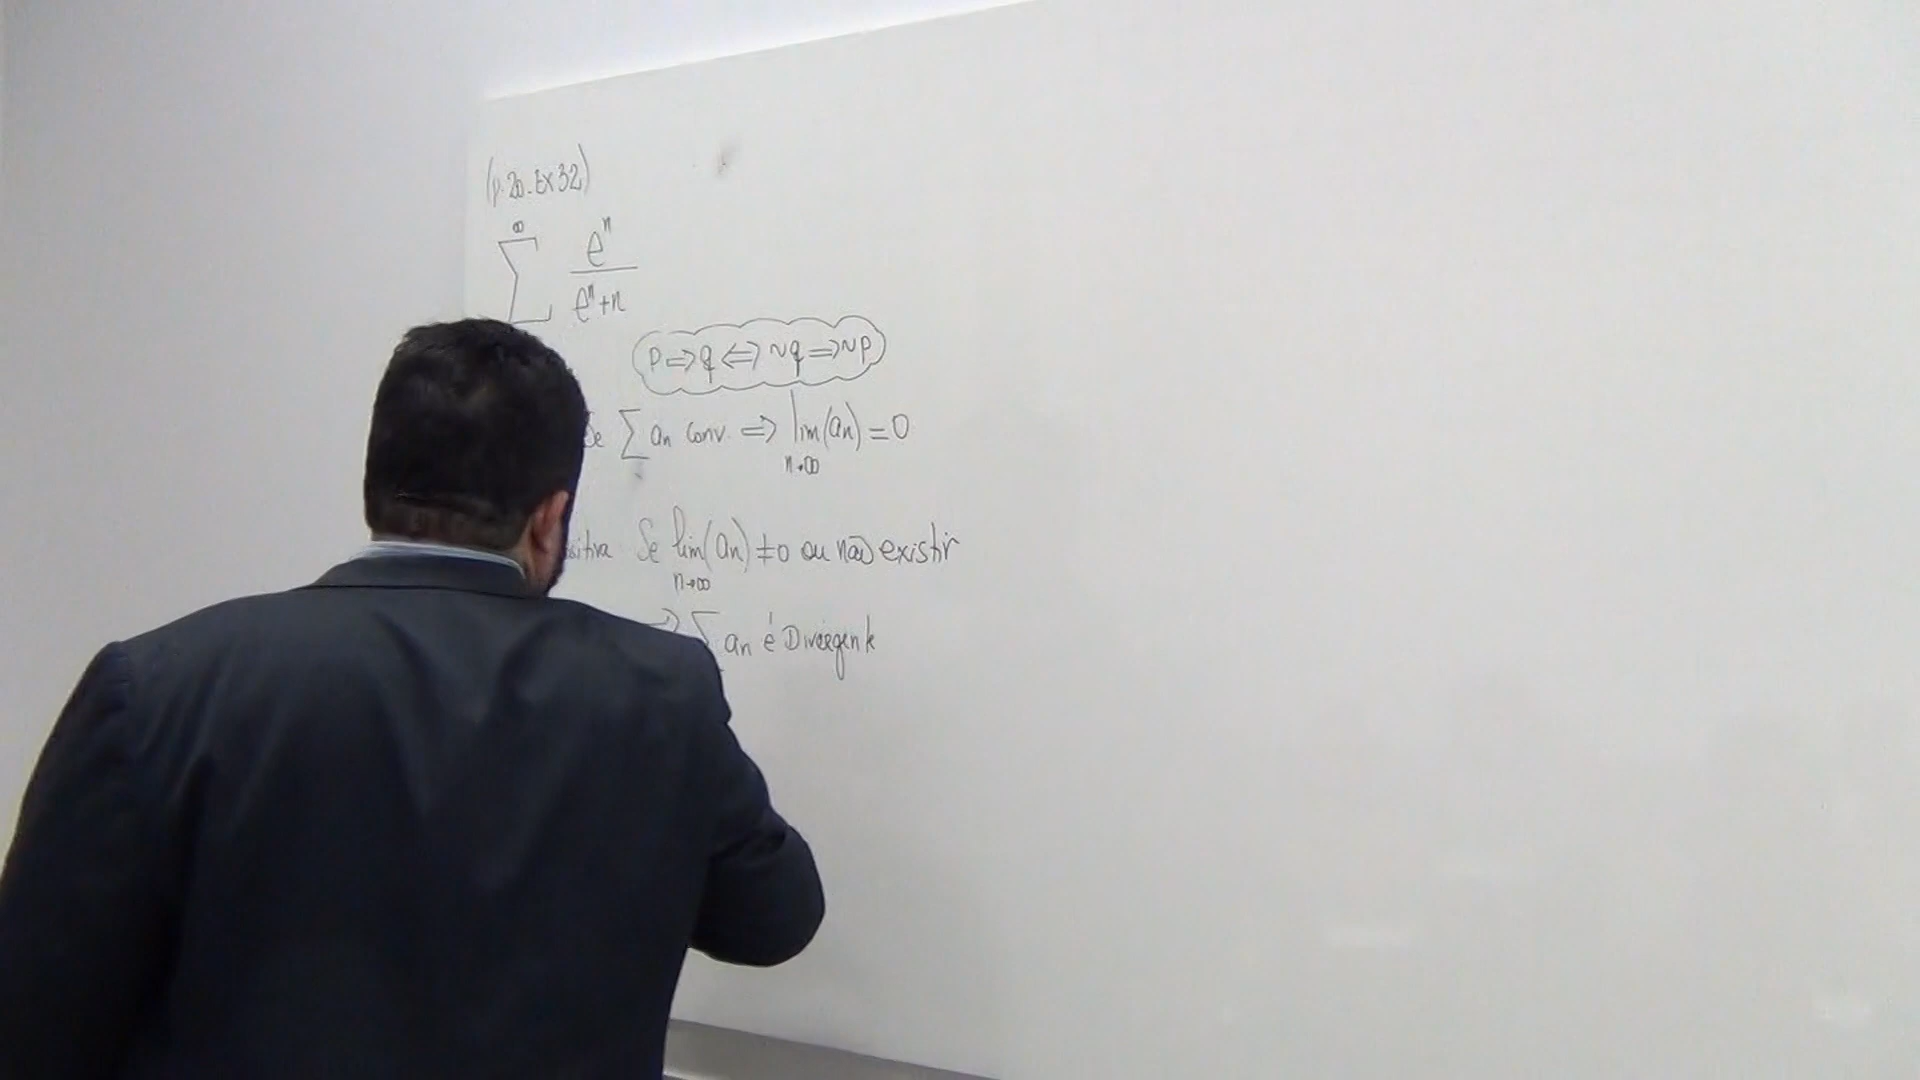 (p. 20 - Ex 32)
∞
∑ e^n / (e^n + n)
p ⇒ q ⇔ ~q ⇒ ~p
Se ∑ an conv. ⇒ lim(an) = 0
n→∞
Se lim(an) ≠ 0 ou não existir
n→∞
⇒ ∑ an é Divergente